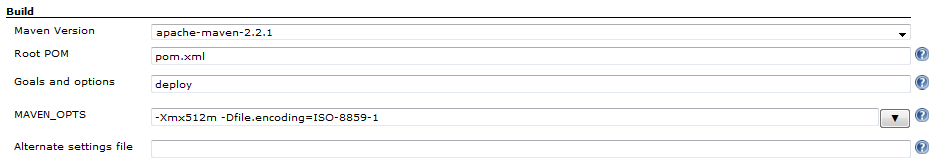 Build
Maven Version apache-maven-2.2.1
Root POM pom.xml
Goals and options deploy
MAVEN_OPTS -Xmx512m -Dfile.encoding=ISO-8859-1
Alternate settings file